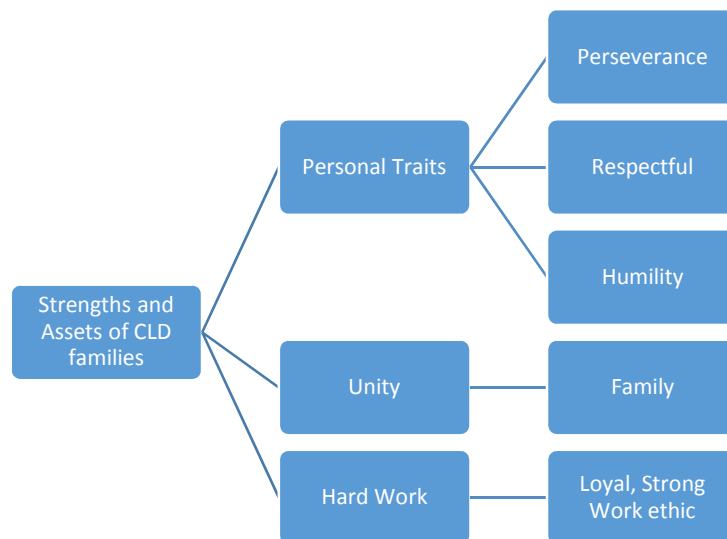 Perseverance
Personal Traits
Respectful
Humility
Strengths and
Assets of CLD
families
Unity
Family
Hard Work
Loyal, Strong
Work ethic